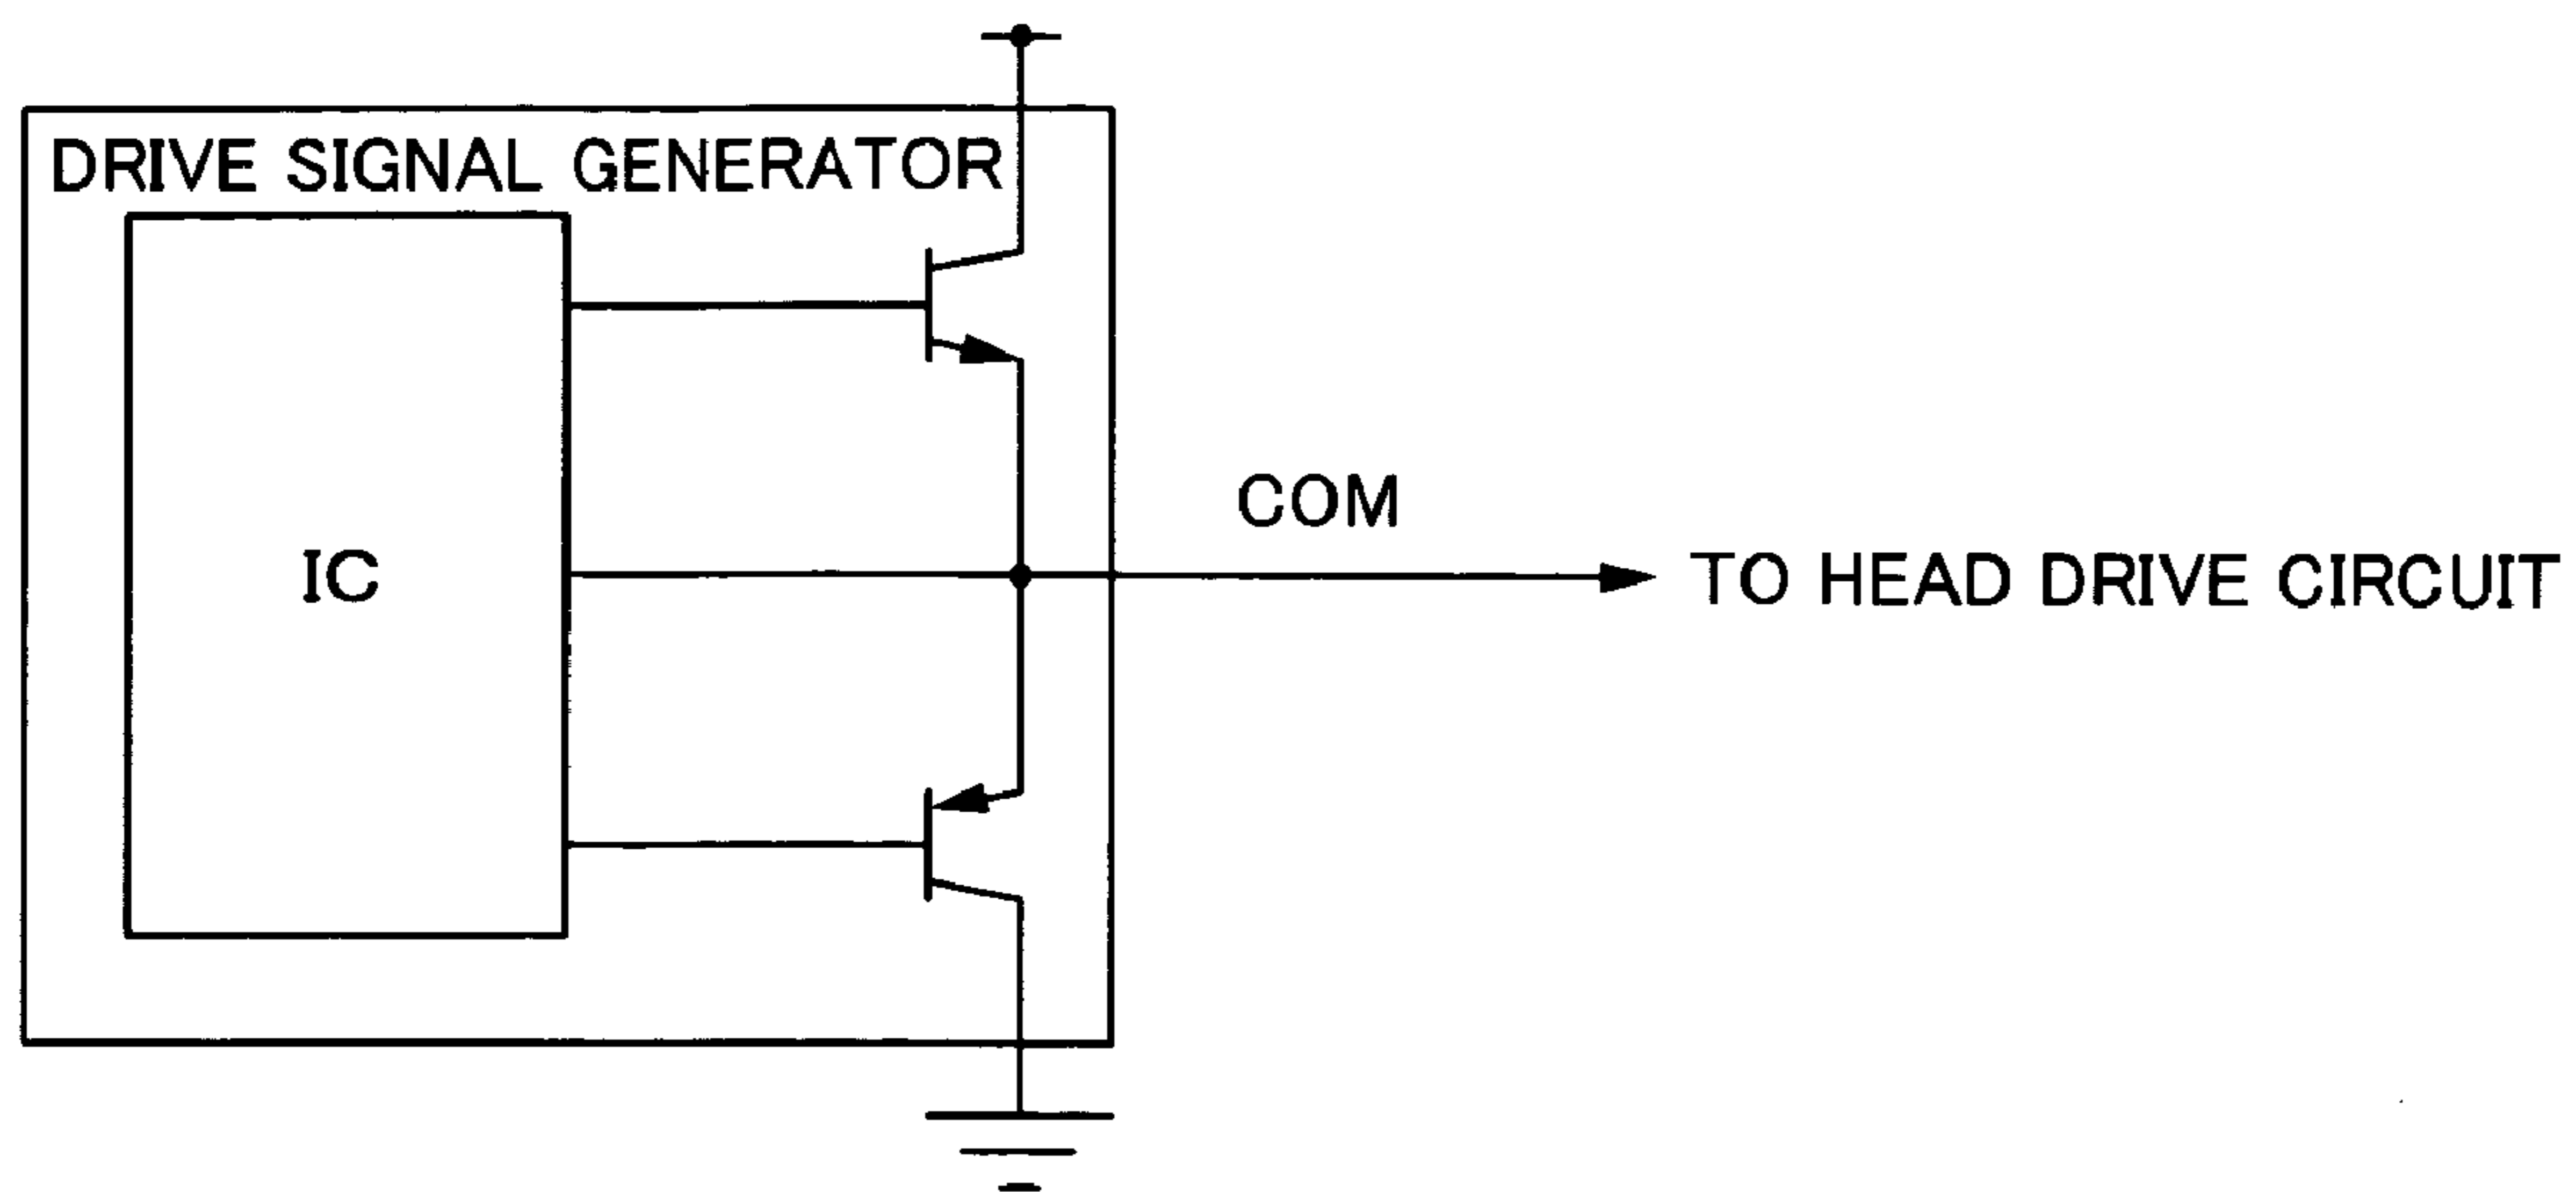 DRIVE SIGNAL GENERATOR
IC
COM
TO HEAD DRIVE CIRCUIT